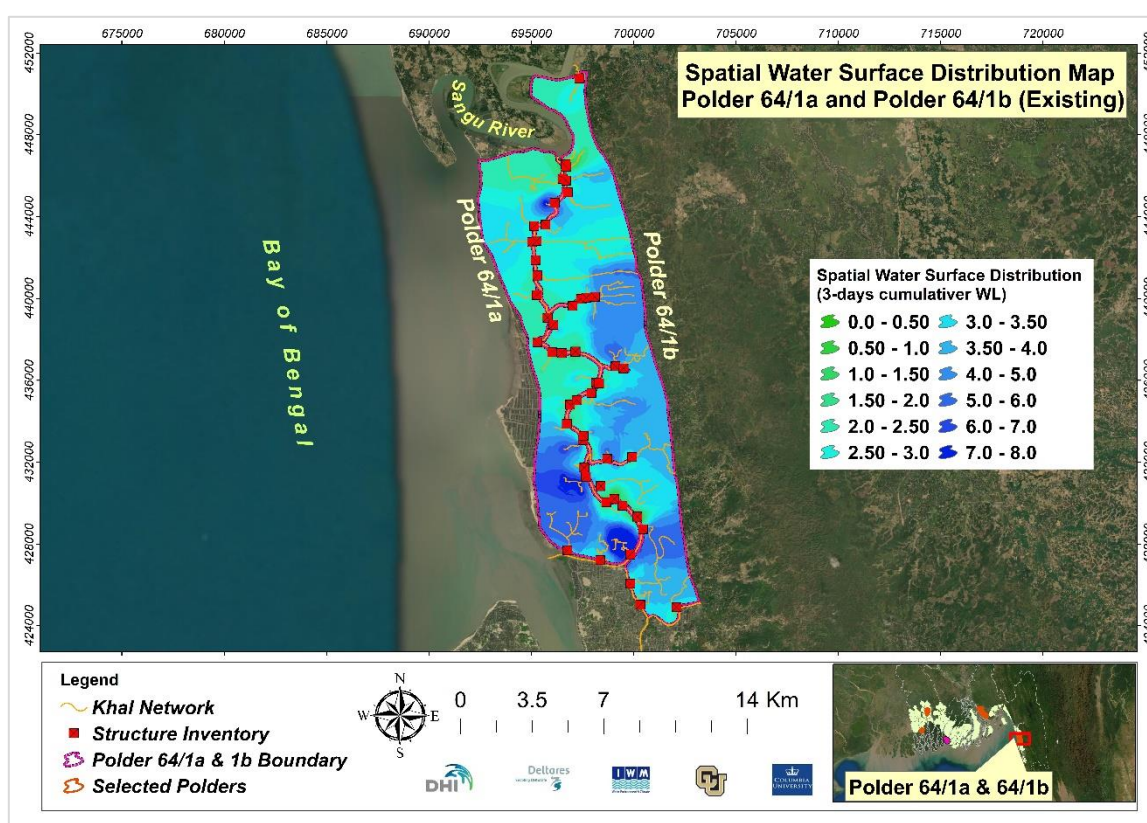 675000 680000 685000 690000 695000 700000 705000 710000 715000 720000
452000
448000
444000
440000
436000
432000
428000
424000
Spatial Water Surface Distribution Map
Polder 64/1a and Polder 64/1b (Existing)
Sangu River
Polder 64/1a
Polder 64/1b
Bay of Bengal
Spatial Water Surface Distribution
(3-days cumulativer WL)
0.0 - 0.50 3.0 - 3.50
0.50 - 1.0 3.50 - 4.0
1.0 - 1.50 4.0 - 5.0
1.50 - 2.0 5.0 - 6.0
2.0 - 2.50 6.0 - 7.0
2.50 - 3.0 7.0 - 8.0
Legend
Khal Network
Structure Inventory
Polder 64/1a & 1b Boundary
Selected Polders
N
W E
S
0 3.5 7 14 Km
DHI
Deltares
IWM
CU
COLUMBIA
UNIVERSITY
Polder 64/1a & 64/1b